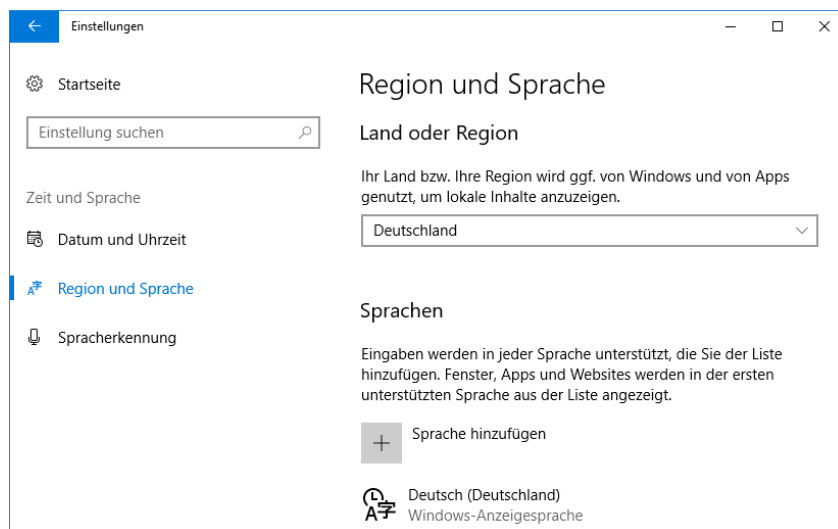 Einstellungen
Startseite
Einstellung suchen
Zeit und Sprache
Datum und Uhrzeit
Region und Sprache
Spracherkennung
Region und Sprache
Land oder Region
Ihr Land bzw. Ihre Region wird ggf. von Windows und von Apps
genutzt, um lokale Inhalte anzuzeigen.
Deutschland
Sprachen
Eingaben werden in jeder Sprache unterstützt, die Sie der Liste
hinzufügen. Fenster, Apps und Websites werden in der ersten
unterstützten Sprache aus der Liste angezeigt.
Sprache hinzufügen
Deutsch (Deutschland)
Windows-Anzeigesprache